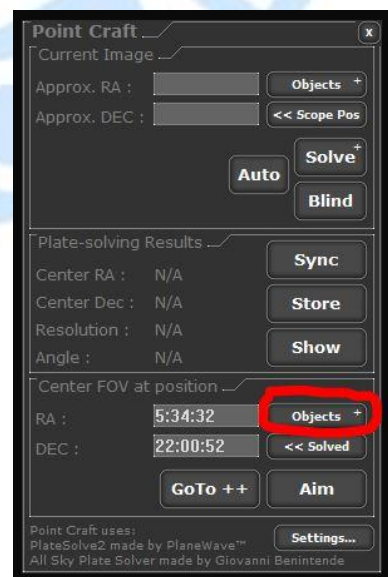 Point Craft x
Current Image
Approx. RA : Objects +
Approx. DEC : << Scope Pos
Auto Solve +
Blind
Plate-solving Results
Sync
Center RA : N/A
Center Dec : N/A Store
Resolution : N/A
Show
Angle : N/A
Center FOV at position
RA : 5:34:32 Objects +
DEC : 22:00:52 << Solved
GoTo ++ Aim
Point Craft uses:
PlateSolve2 made by PlaneWave™ Settings...
All Sky Plate Solver made by Giovanni Benintende